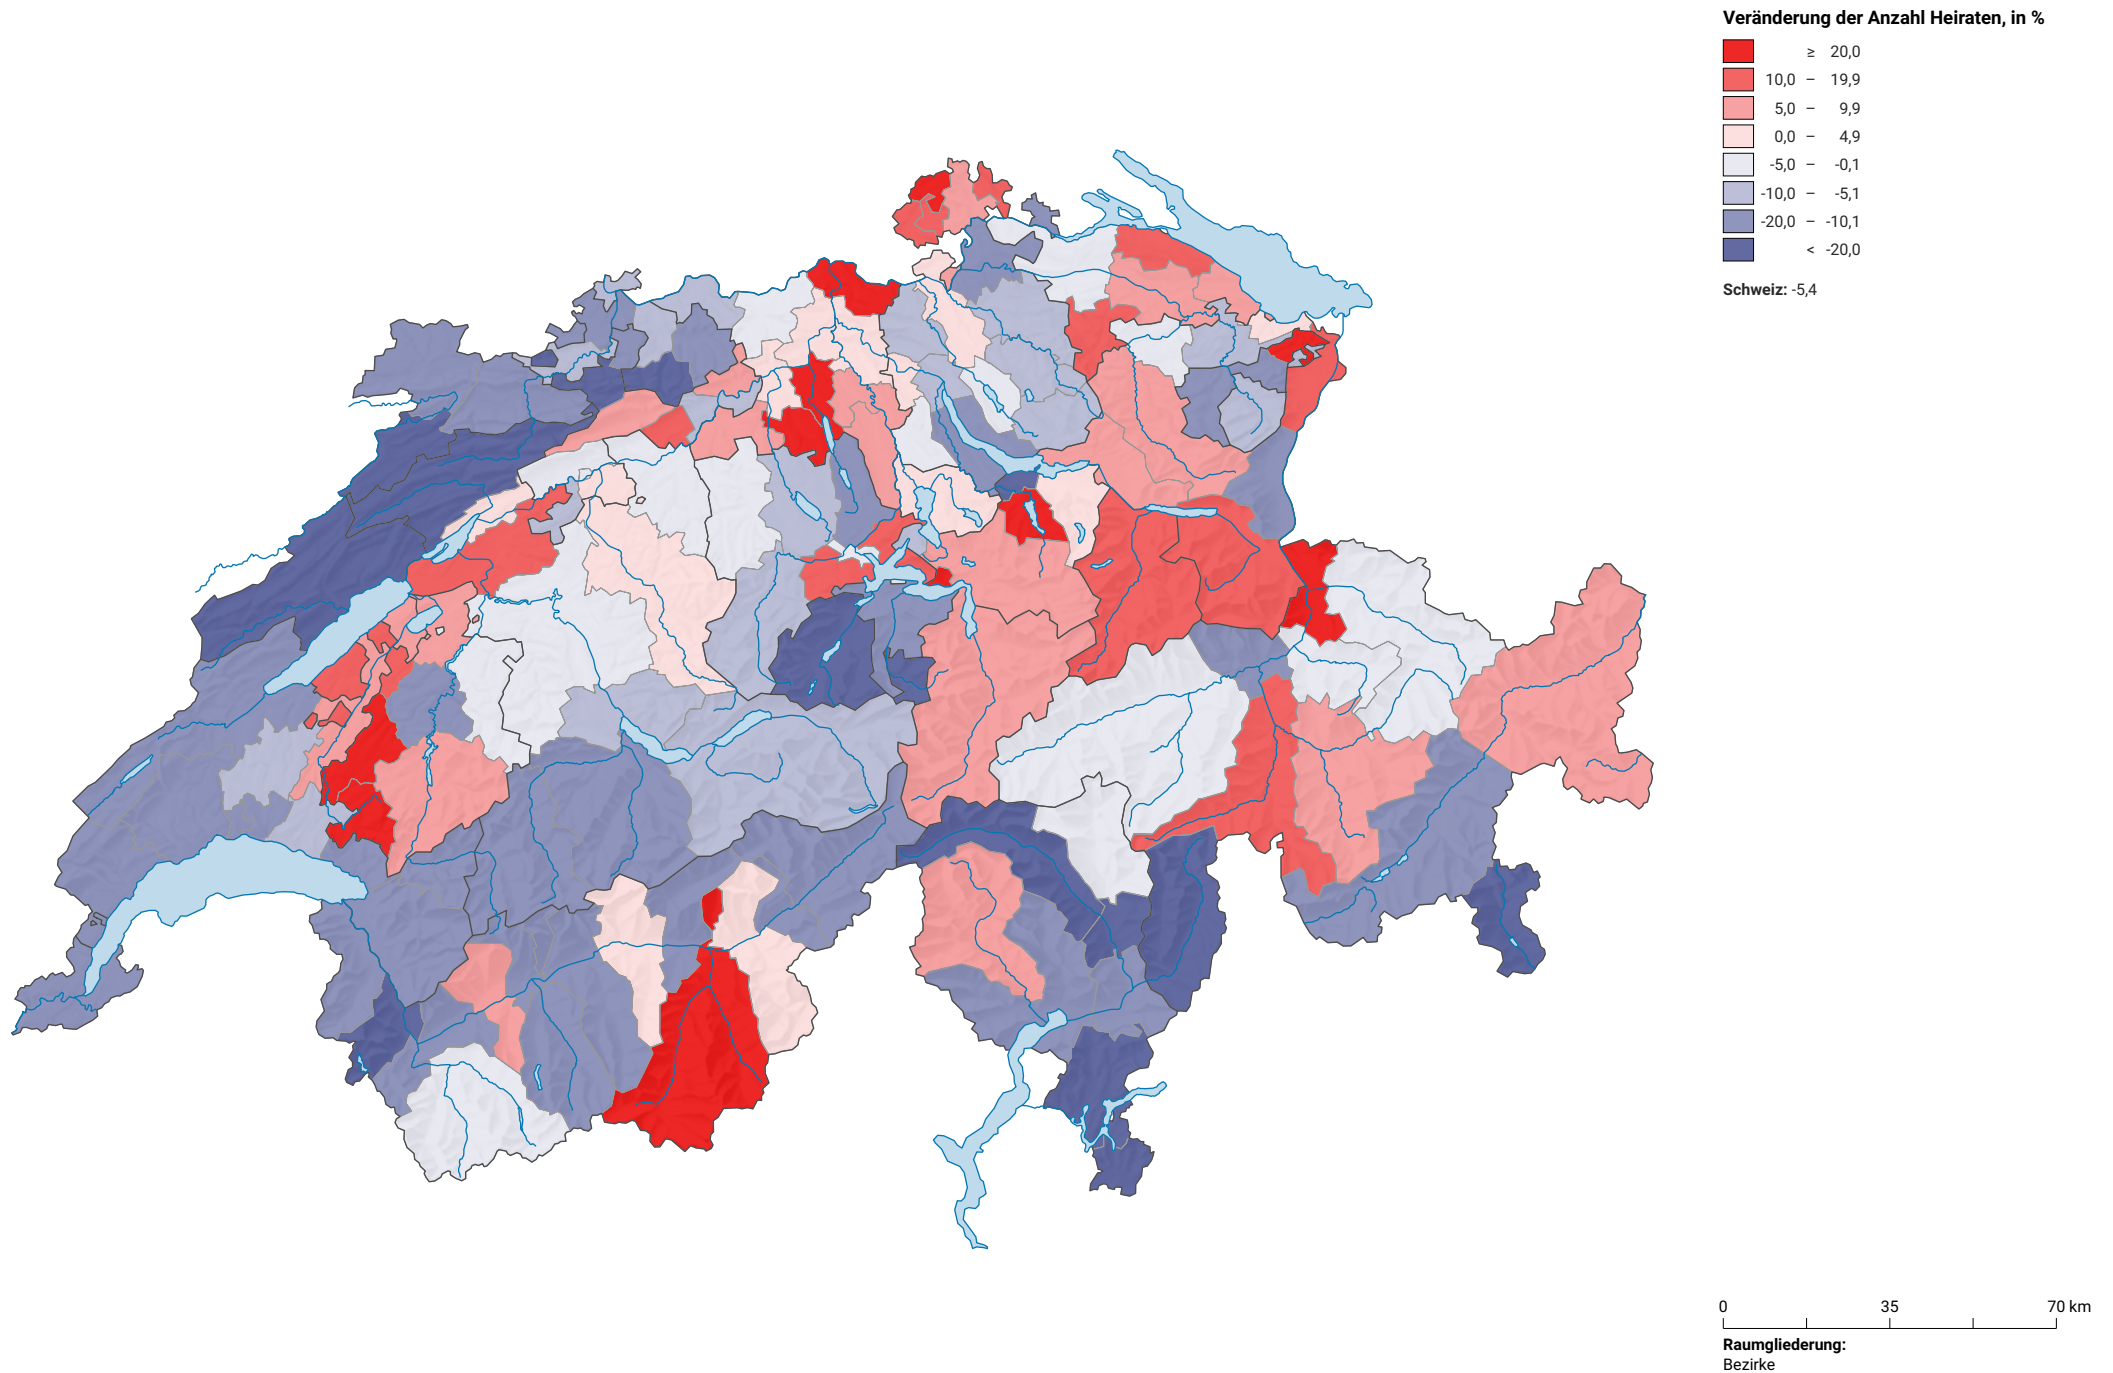 Veränderung der Anzahl Heiraten, in %
≥ 20,0
10,0 – 19,9
5,0 – 9,9
0,0 – 4,9
-5,0 – -0,1
-10,0 – -5,1
-20,0 – -10,1
< -20,0
Schweiz: -5,4
0 35 70 km
Raumgliederung:
Bezirke